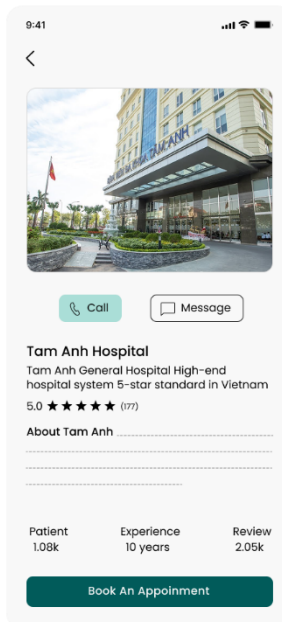 9:41
TAM ANH
Call
Message
Tam Anh Hospital
Tam Anh General Hospital High-end
hospital system 5-star standard in Vietnam
5.0 ★★★★★ (177)
About Tam Anh
Patient Experience Review
1.08k 10 years 2.05k
Book An Appoinment